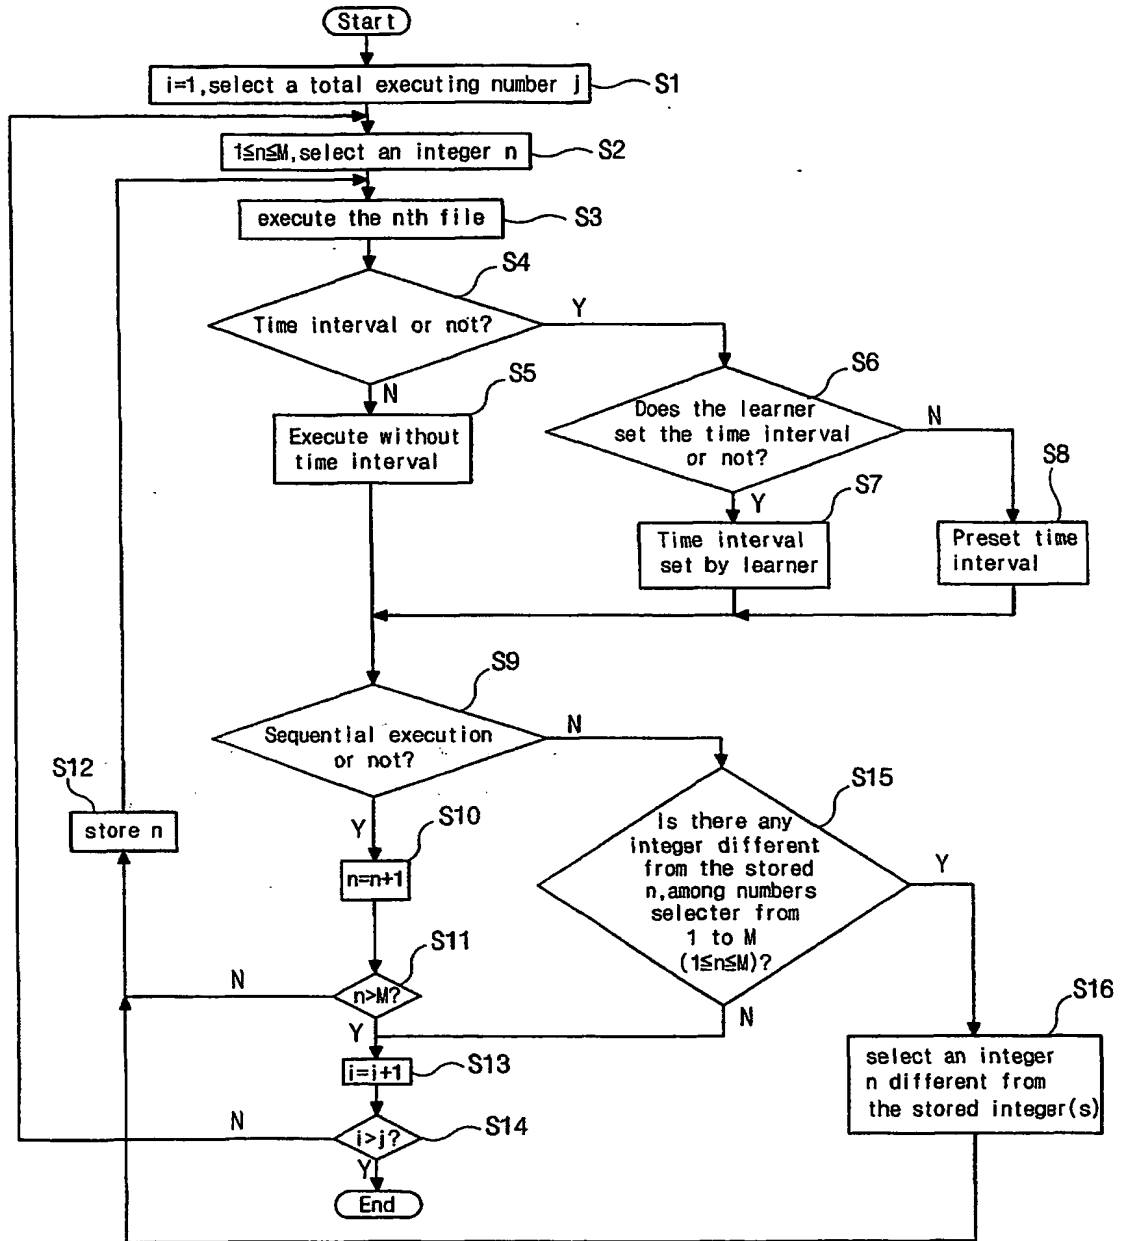 Start
i=1,select a total executing number j
S1
1≦n≦M,select an integer n
S2
execute the nth file
S3
S4
Time interval or not?
Y
N
S5
Execute without
time interval
S6
Does the learner
set the time interval
or not?
N
Y
S7
Time interval
set by learner
S8
Preset time
interval
S9
Sequential execution
or not?
N
Y
S12
store n
S10
n=n+1
S15
Is there any
integer different
from the stored
n,among numbers
selecter from
1 to M
(1≦n≦M)?
Y
N
S11
n>M?
N
Y
S16
select an integer
n different from
the stored integer(s)
i=i+1
S13
i>j?
S14
N
Y
End